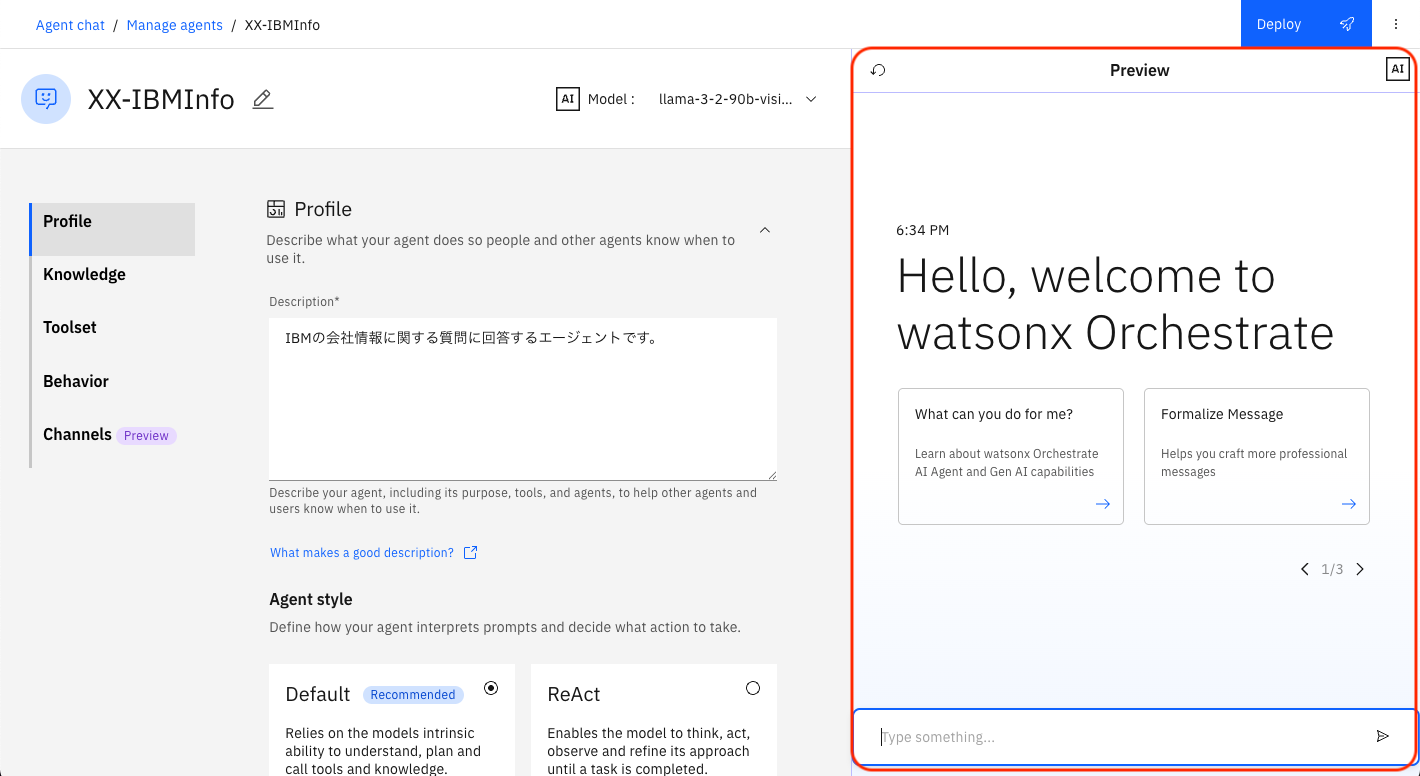 Agent chat / Manage agents / XX-IBMInfo
Deploy
XX-IBMInfo
AI Model : llama-3-2-90b-visi...
Profile
Knowledge
Toolset
Behavior
Channels Preview
Profile
Describe what your agent does so people and other agents know when to
use it.
Description*
IBMの会社情報に関する質問に回答するエージェントです。
Describe your agent, including its purpose, tools, and agents, to help other agents and
users know when to use it.
What makes a good description?
Agent style
Define how your agent interprets prompts and decide what action to take.
Default Recommended
Relies on the models intrinsic
ability to understand, plan and
call tools and knowledge.
ReAct
Enables the model to think, act,
observe and refine its approach
until a task is completed.
Preview
AI
6:34 PM
Hello, welcome to
watsonx Orchestrate
What can you do for me?
Learn about watsonx Orchestrate
AI Agent and Gen AI capabilities
Formalize Message
Helps you craft more professional
messages
1/3
Type something...